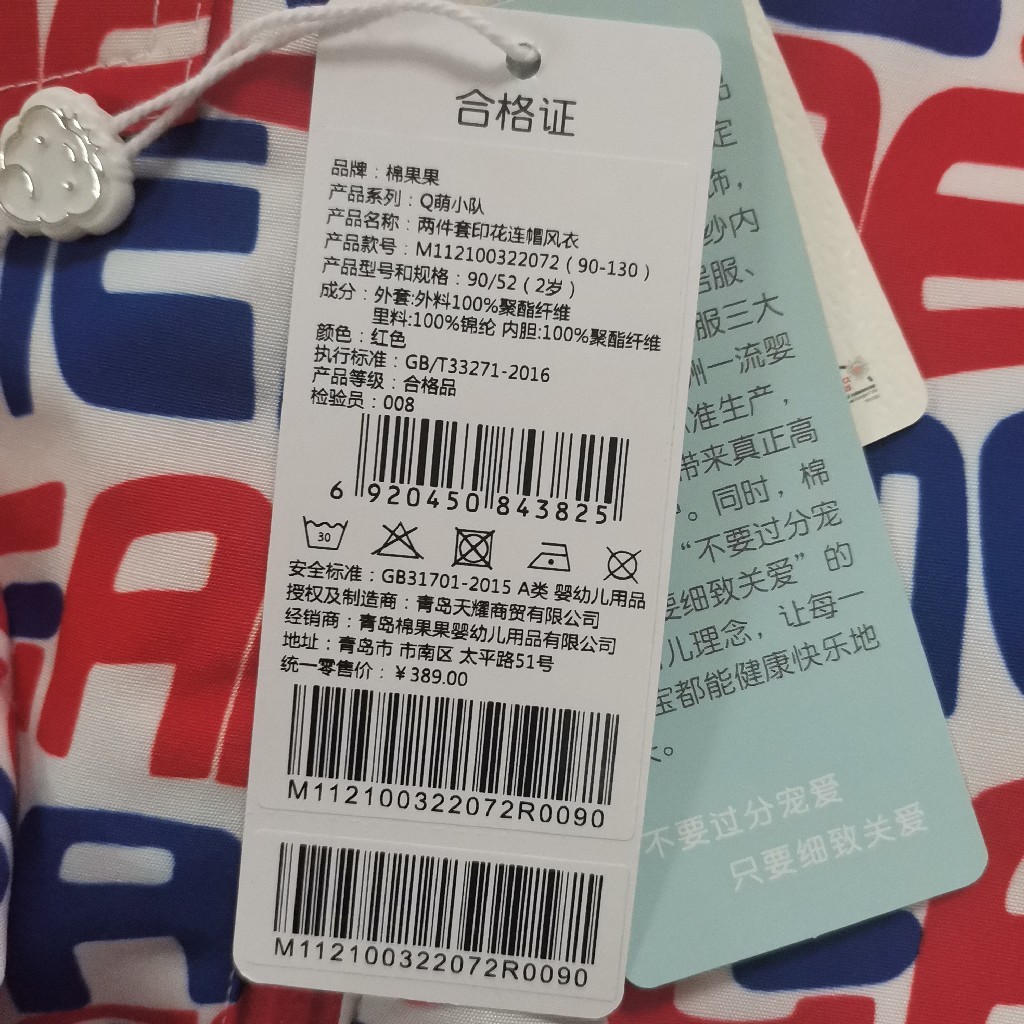 合格证
品牌：棉果果
产品系列：Q萌小队
产品名称：两件套印花连帽风衣
产品款号：M112100322072（90-130）
产品型号和规格：90/52（2岁）
成分：外套:外料100%聚酯纤维
里料:100%锦纶 内胆:100%聚酯纤维
颜色：红色
执行标准：GB/T33271-2016
产品等级：合格品
检验员：008
6 920450 843825
30
安全标准：GB31701-2015 A类 婴幼儿用品
授权及制造商：青岛天耀商贸有限公司
经销商：青岛棉果果婴幼儿用品有限公司
地址：青岛市 市南区 太平路51号
统一零售价：￥389.00
M112100322072R0090
M112100322072R0090
品
定
饰，
纱内
居服、
服三大
州一流婴
准生产，
带来真正高
。同时，棉
“不要过分宠
要细致关爱”的
儿理念，让每一
宝都能健康快乐地
。
不要过分宠爱
只要细致关爱